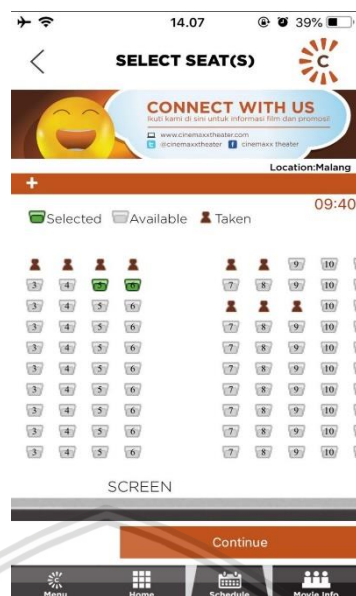 14.07
39%
SELECT SEAT(S)
C
CONNECT WITH US
Ikuti kami di sini untuk informasi film dan promosi!
www.cinemaxxtheater.com
@cinemaxxtheater cinemaxx theater
Location:Malang
+
09:40
Selected Available Taken
9 10
3 4 5 6 7 8 9 10
3 4 5 6 10
3 4 5 6 7 8 9 10
3 4 5 6 7 8 9 10
3 4 5 6 7 8 9 10
3 4 5 6 7 8 9 10
3 4 5 6 7 8 9 10
3 4 5 6 7 8 9 10
3 4 5 6 7 8 9 10
SCREEN
Continue
Menu Home Schedule Movie Info